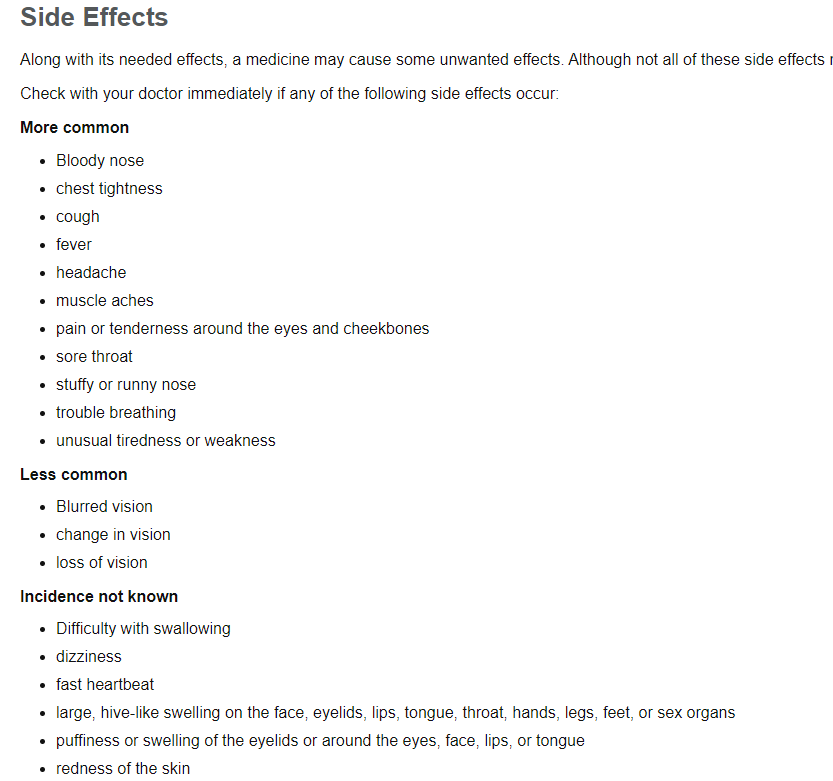 Side Effects
Along with its needed effects, a medicine may cause some unwanted effects. Although not all of these side effects
Check with your doctor immediately if any of the following side effects occur:
More common
Bloody nose
chest tightness
cough
fever
headache
muscle aches
pain or tenderness around the eyes and cheekbones
sore throat
stuffy or runny nose
trouble breathing
unusual tiredness or weakness
Less common
Blurred vision
change in vision
loss of vision
Incidence not known
Difficulty with swallowing
dizziness
fast heartbeat
large, hive-like swelling on the face, eyelids, lips, tongue, throat, hands, legs, feet, or sex organs
puffiness or swelling of the eyelids or around the eyes, face, lips, or tongue
redness of the skin